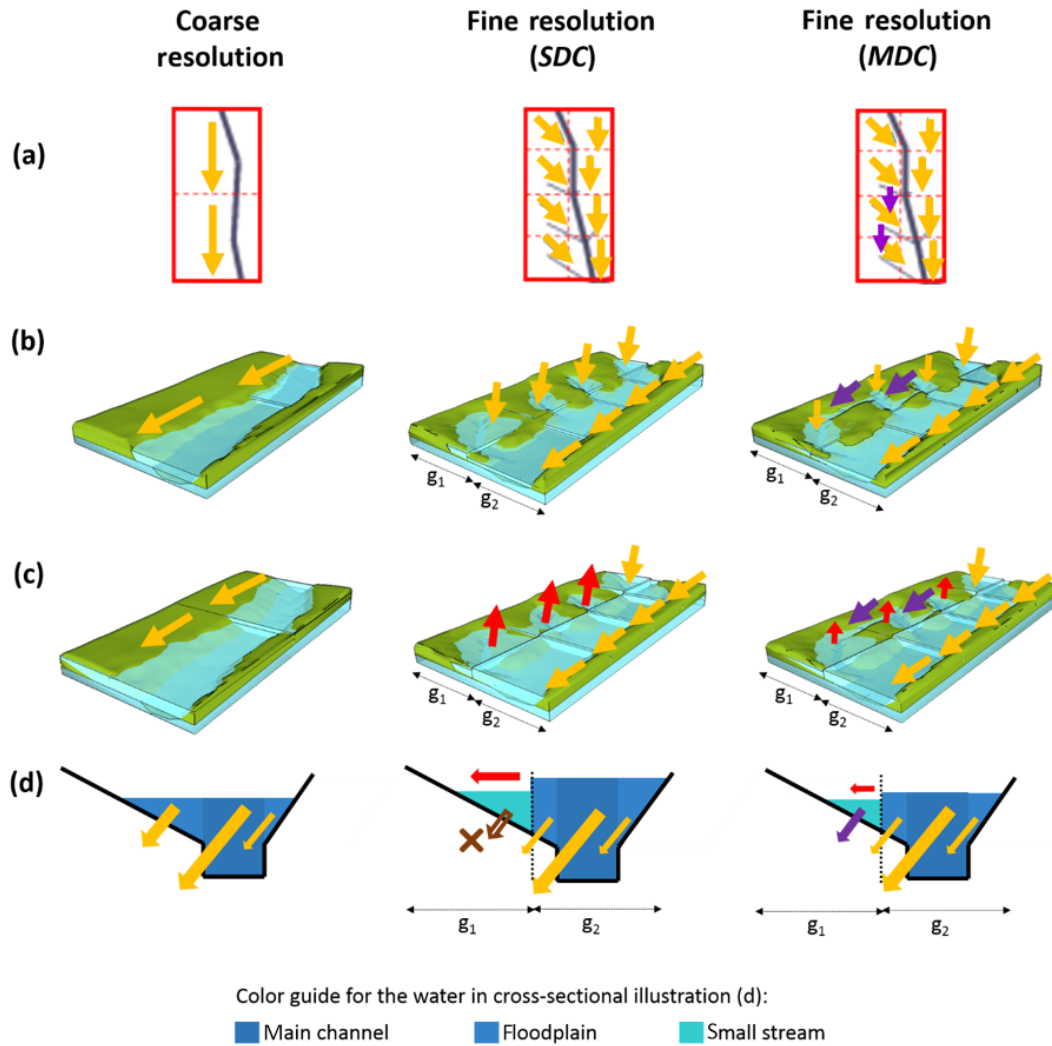 Coarse resolution
Fine resolution (SDC)
Fine resolution (MDC)
(a)
(b)
g₁ g₂
g₁ g₂
(c)
g₁ g₂
g₁ g₂
(d)
g₁ g₂
g₁ g₂
Color guide for the water in cross-sectional illustration (d):
Main channel
Floodplain
Small stream